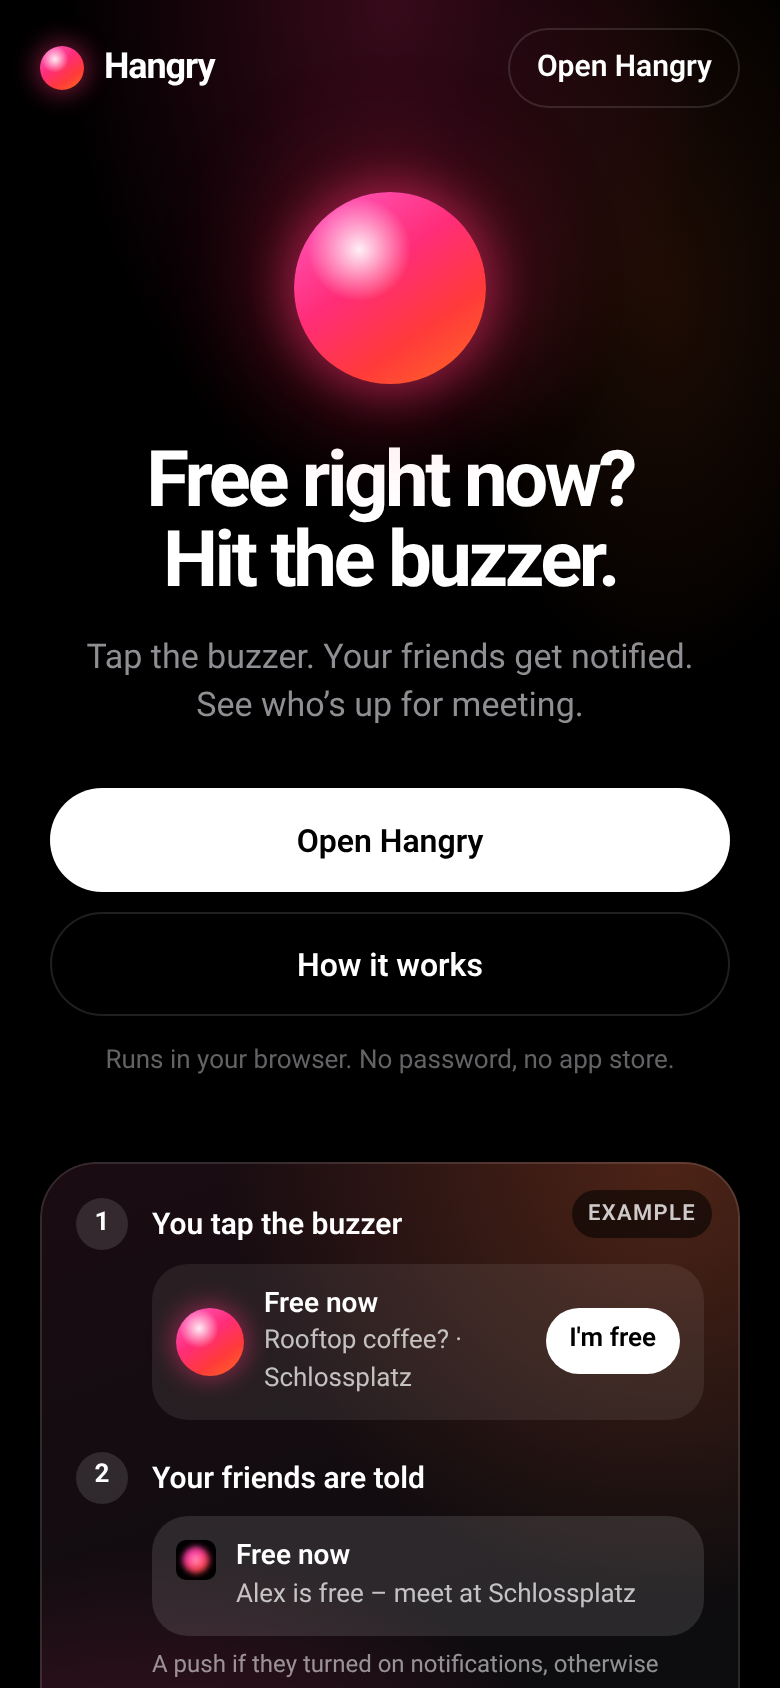 Hangry
Open Hangry
Free right now?
Hit the buzzer.
Tap the buzzer. Your friends get notified.
See who’s up for meeting.
Open Hangry
How it works
Runs in your browser. No password, no app store.
1
You tap the buzzer
EXAMPLE
Free now
Rooftop coffee? ·
Schlossplatz
I'm free
2
Your friends are told
Free now
Alex is free – meet at Schlossplatz
A push if they turned on notifications, otherwise